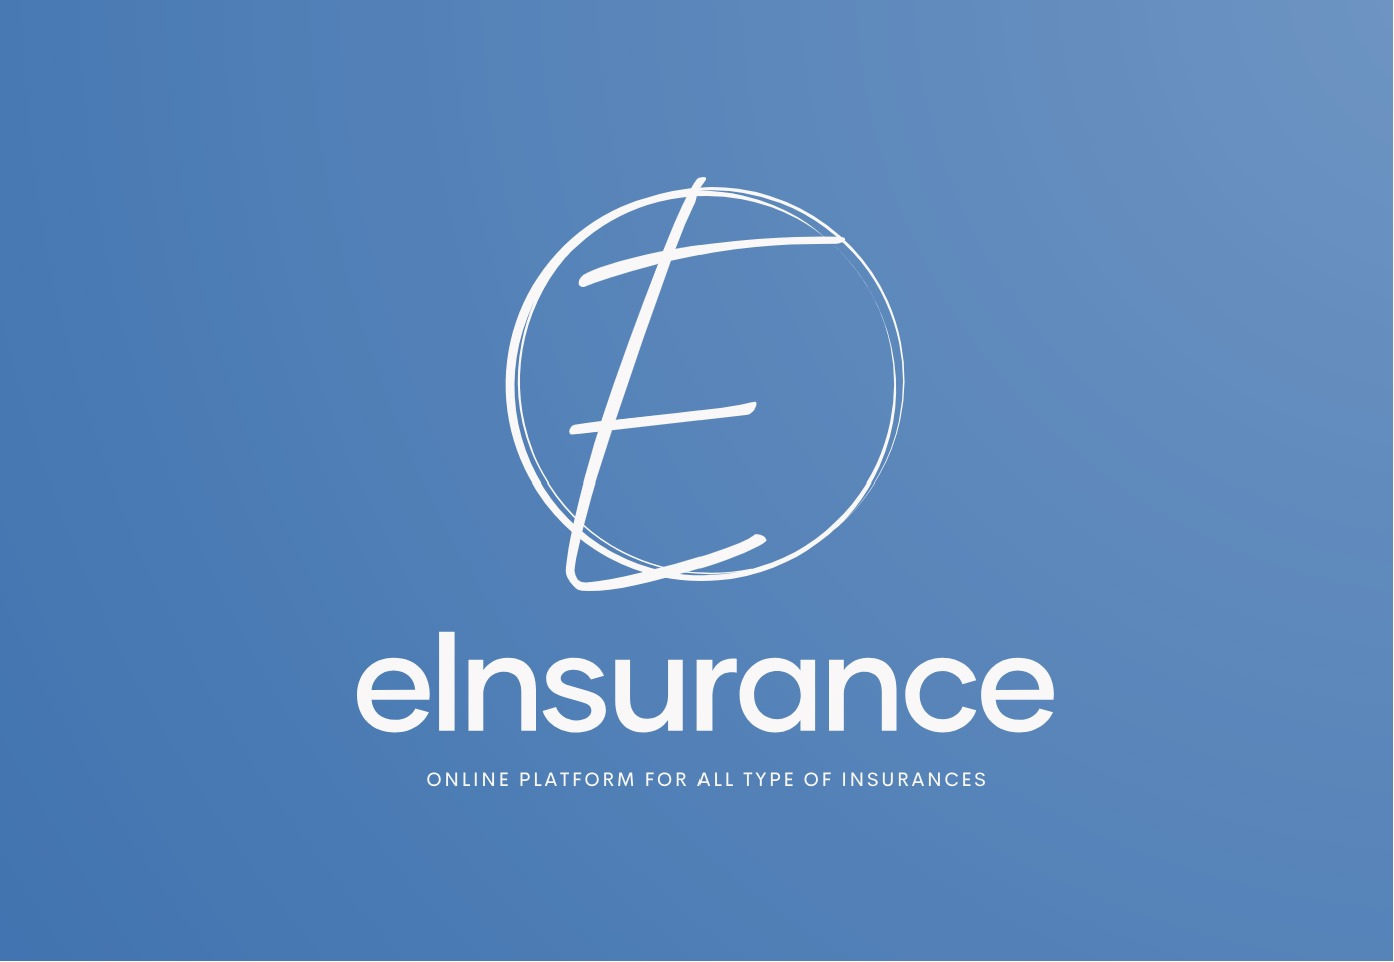 E
eInsurance
ONLINE PLATFORM FOR ALL TYPE OF INSURANCES